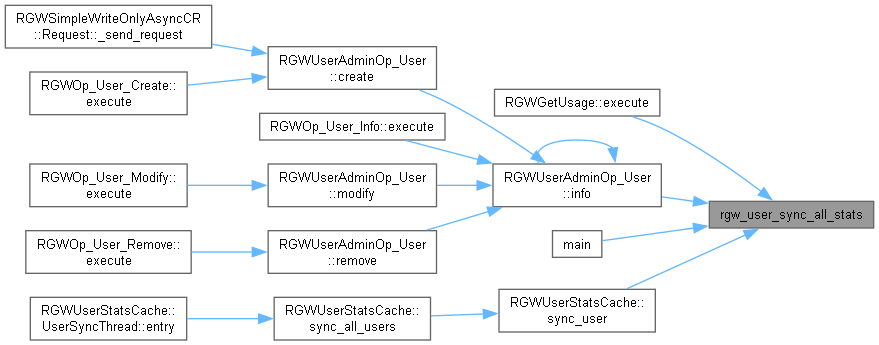 RGWSimpleWriteOnlyAsyncCR
::Request::_send_request
RGWUserAdminOp_User
::create
RGWOp_User_Create::
execute
RGWGetUsage::execute
RGWOp_User_Info::execute
RGWOp_User_Modify::
execute
RGWUserAdminOp_User
::modify
RGWUserAdminOp_User
::info
rgw_user_sync_all_stats
RGWOp_User_Remove::
execute
RGWUserAdminOp_User
::remove
main
RGWUserStatsCache::
UserSyncThread::entry
RGWUserStatsCache::
sync_all_users
RGWUserStatsCache::
sync_user